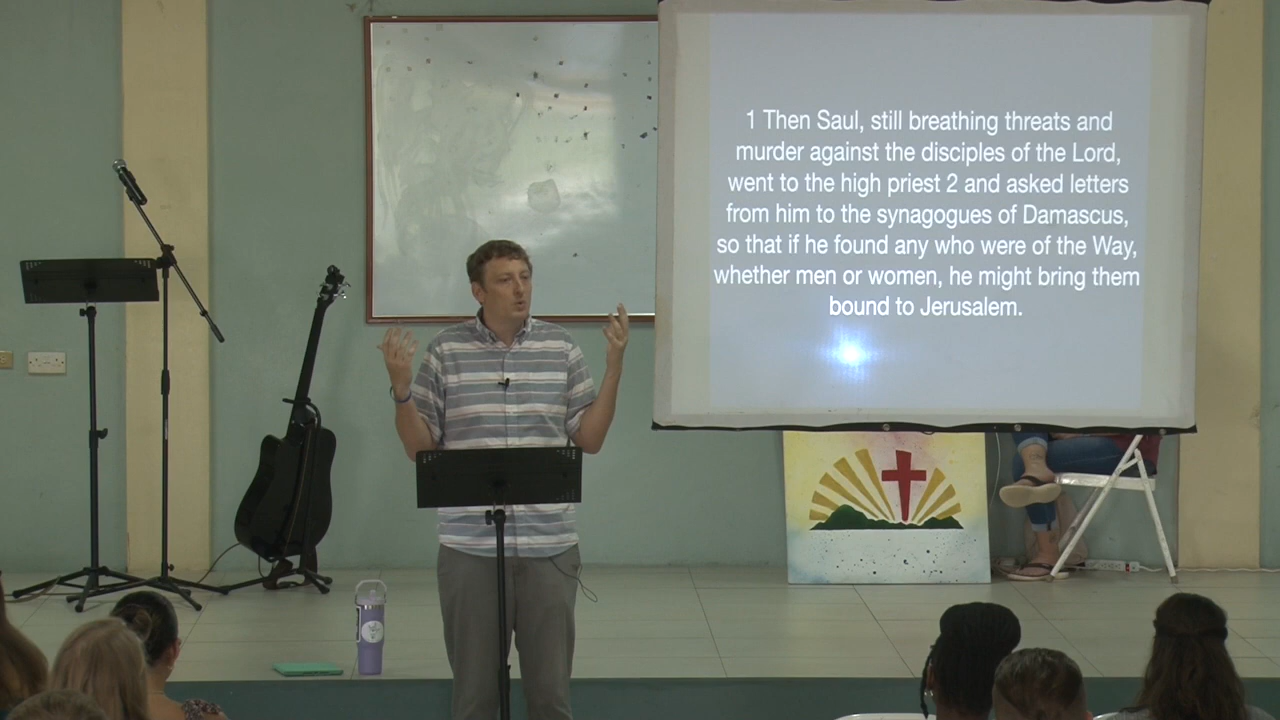 1 Then Saul, still breathing threats and
murder against the disciples of the Lord,
went to the high priest 2 and asked letters
from him to the synagogues of Damascus,
so that if he found any who were of the Way,
whether men or women, he might bring them
bound to Jerusalem.